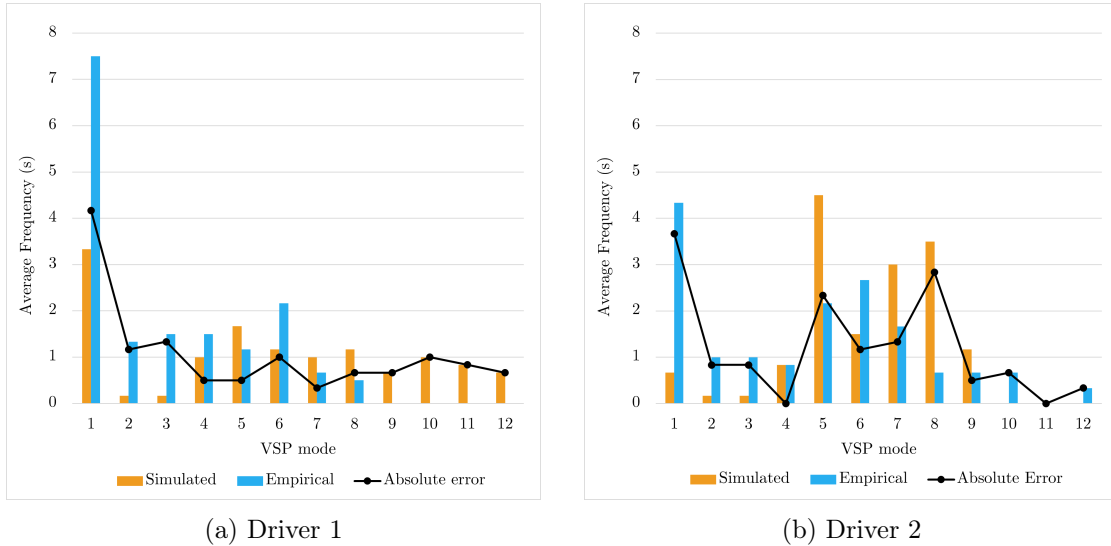 8
7
6
5
4
3
2
1
0
Average Frequency (s)
1 2 3 4 5 6 7 8 9 10 11 12
VSP mode
Simulated Empirical Absolute error
(a) Driver 1
8
7
6
5
4
3
2
1
0
Average Frequency (s)
1 2 3 4 5 6 7 8 9 10 11 12
VSP mode
Simulated Empirical Absolute Error
(b) Driver 2